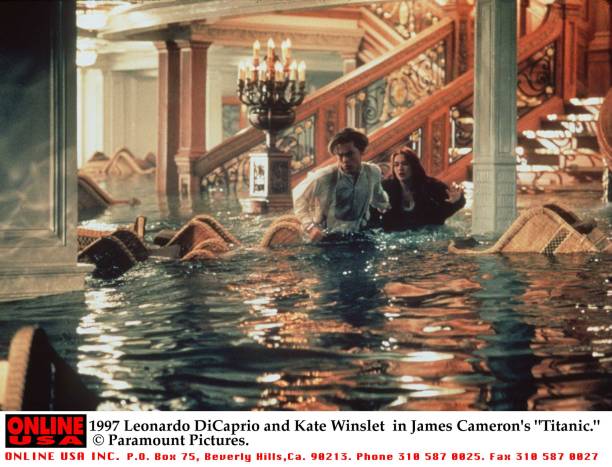 ONLINE USA
1997 Leonardo DiCaprio and Kate Winslet in James Cameron's "Titanic."
© Paramount Pictures.
ONLINE USA INC. P.O. Box 75, Beverly Hills,Ca. 90213. Phone 310 587 0025. Fax 310 587 0027